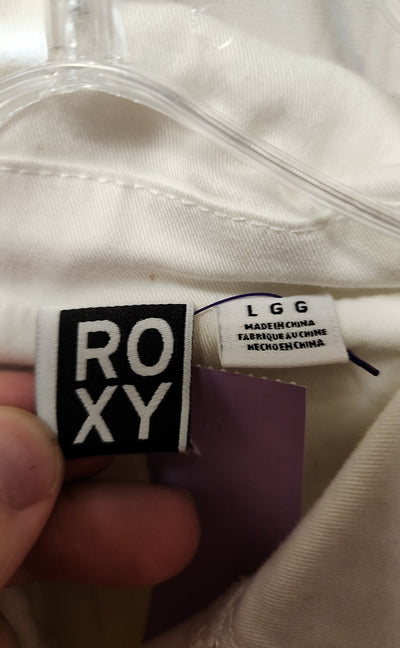 RO
XY
L G G
MADE IN CHINA
FABRIQUE AU CHINE
HECHO EN CHINA